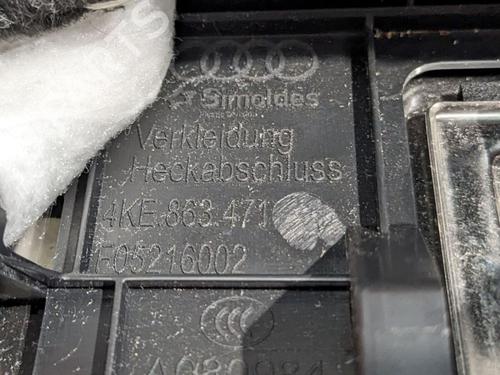 Simoldes
Verkleidung
Heckabschluss
4KE.863.471
F05216002